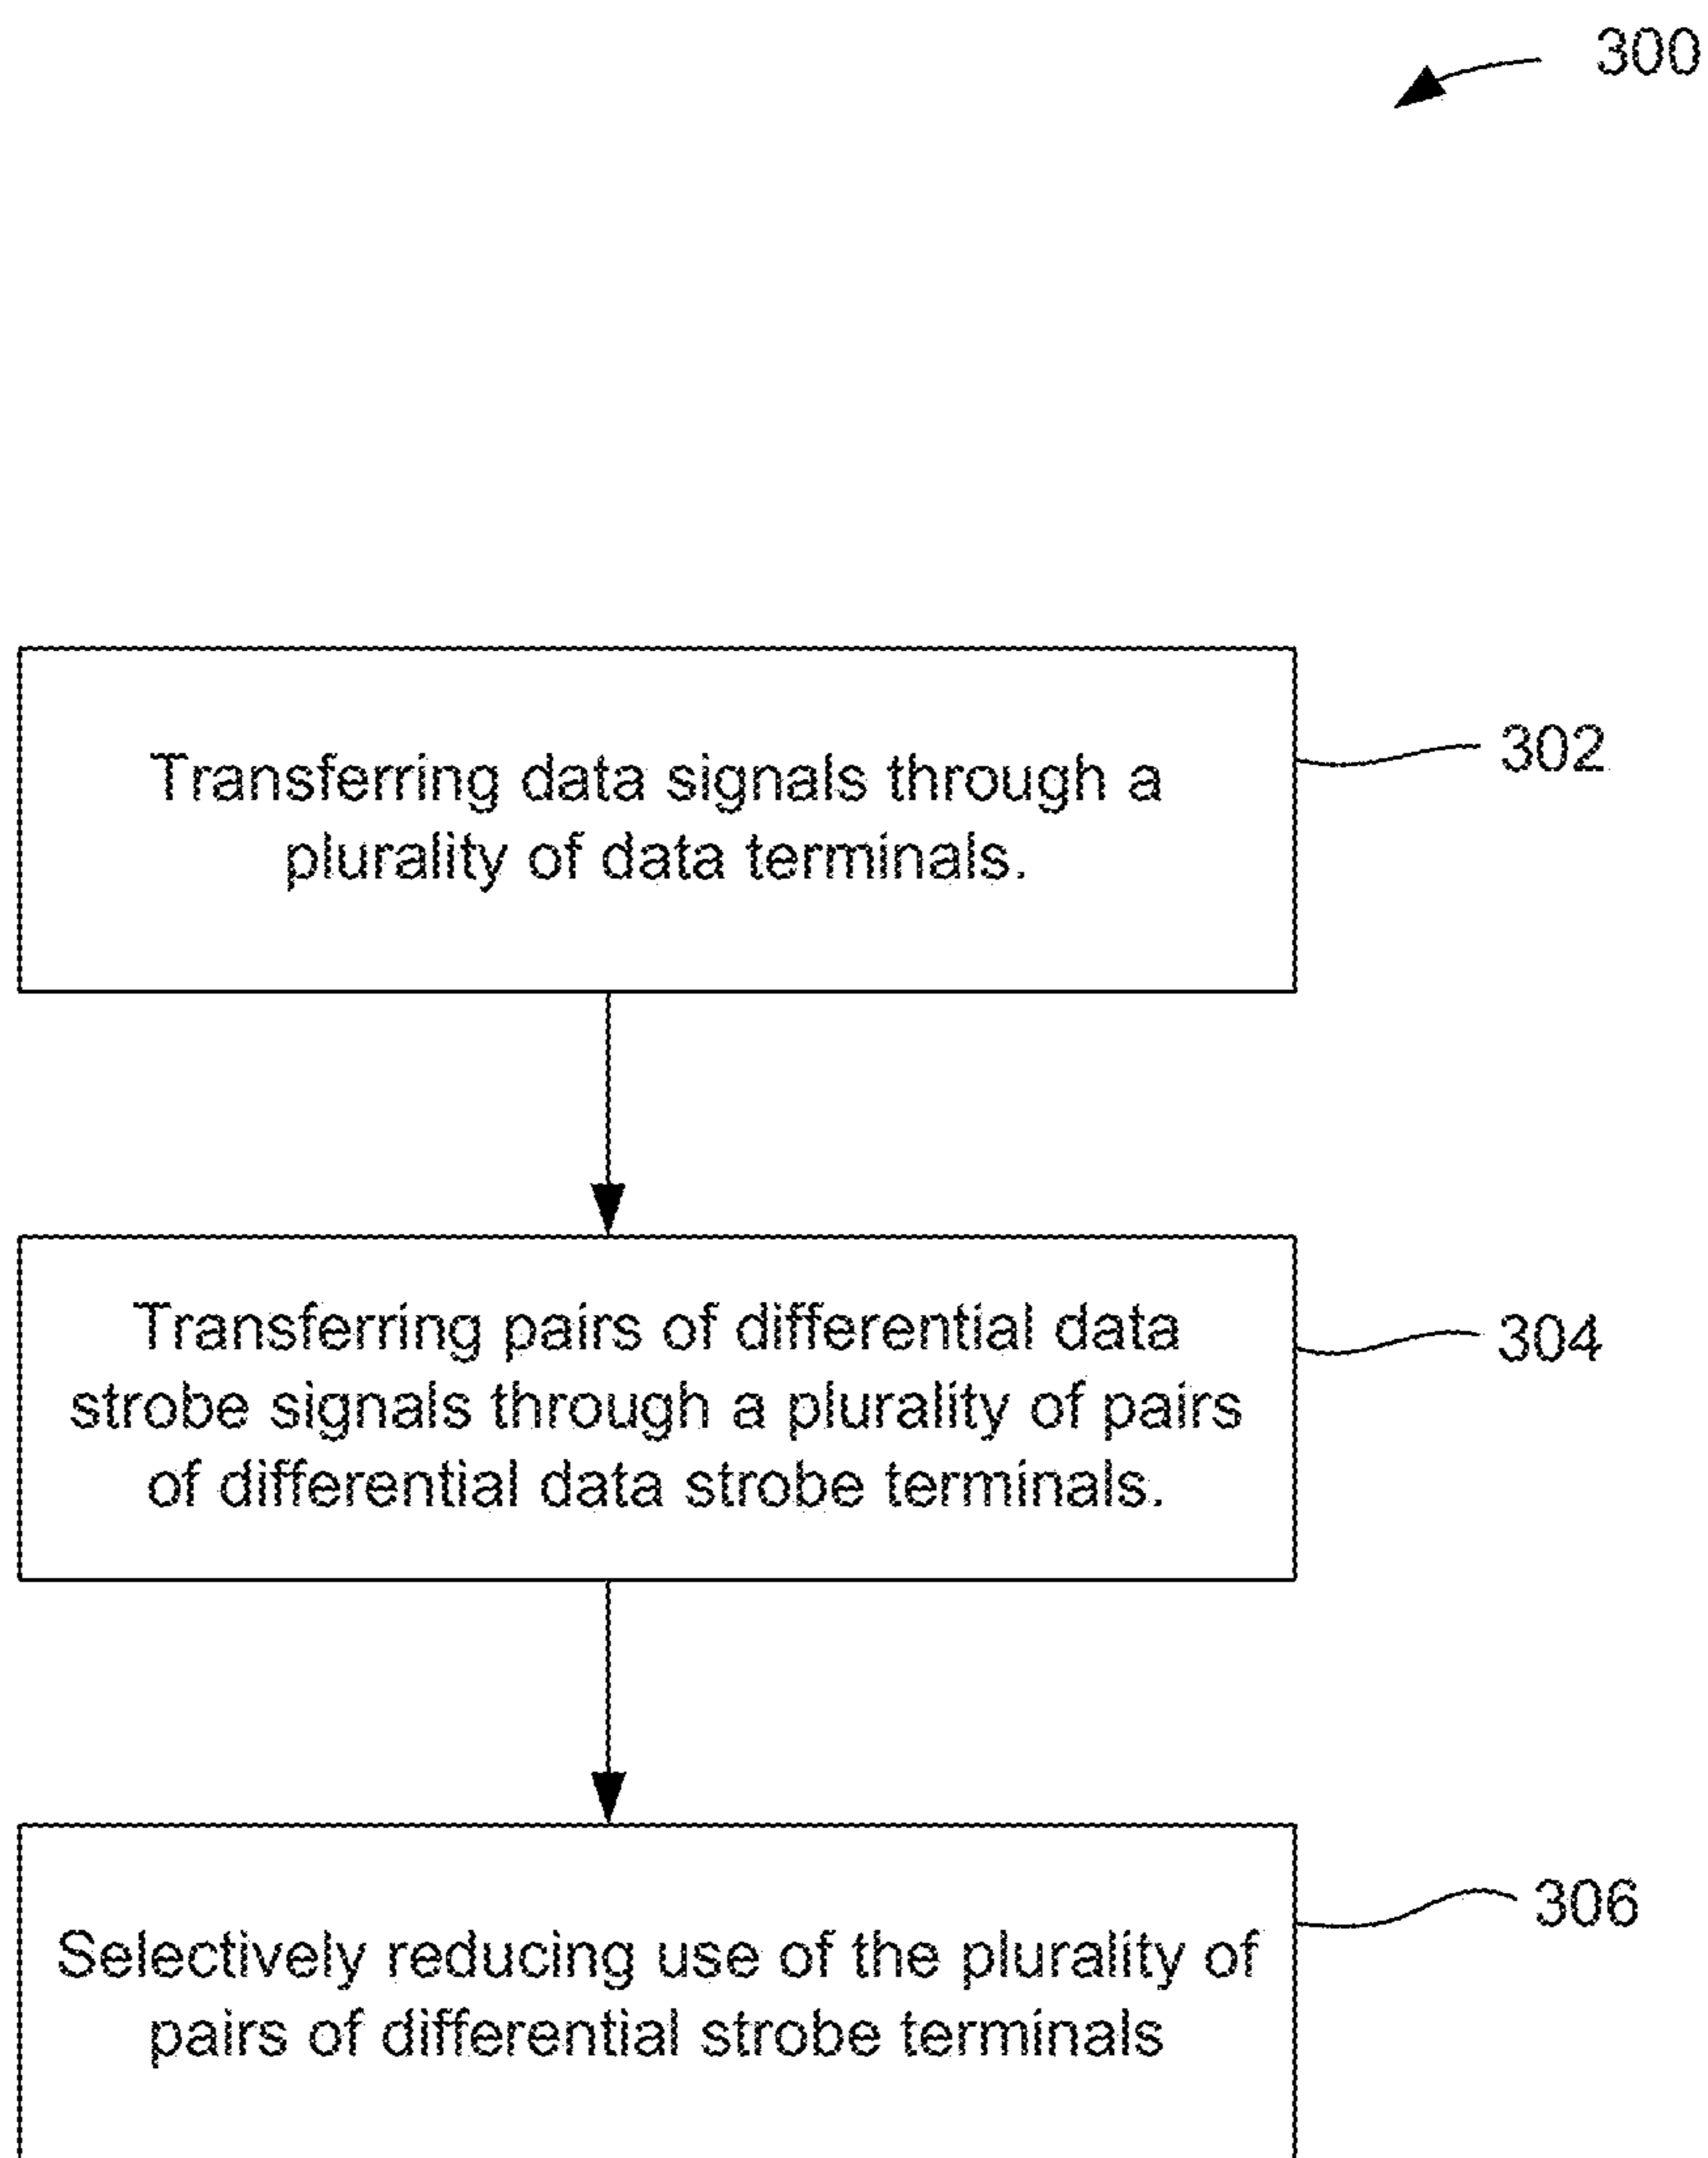 300
Transferring data signals through a
plurality of data terminals.
302
Transferring pairs of differential data
strobe signals through a plurality of pairs
of differential data strobe terminals.
304
Selectively reducing use of the plurality of
pairs of differential strobe terminals
306